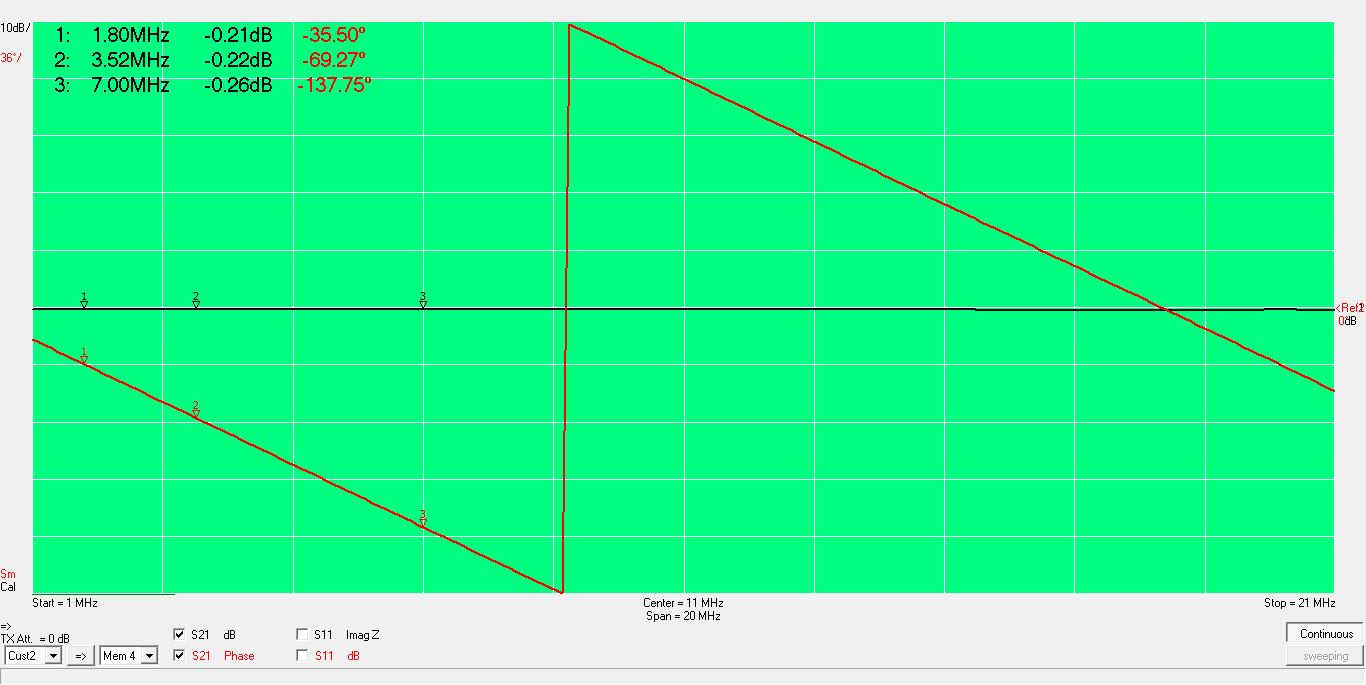 10dB/
1: 1.80MHz -0.21dB -35.50º
36°/
2: 3.52MHz -0.22dB -69.27º
3: 7.00MHz -0.26dB -137.75º
1 2 3
<Ref
0dB
1
2
3
Sm
Cal
Start = 1 MHz Center = 11 MHz Stop = 21 MHz
Span = 20 MHz
=>
TX Att. = 0 dB
S21 dB S11 Imag Z Continuous
Cust2 => Mem 4 S21 Phase S11 dB sweeping